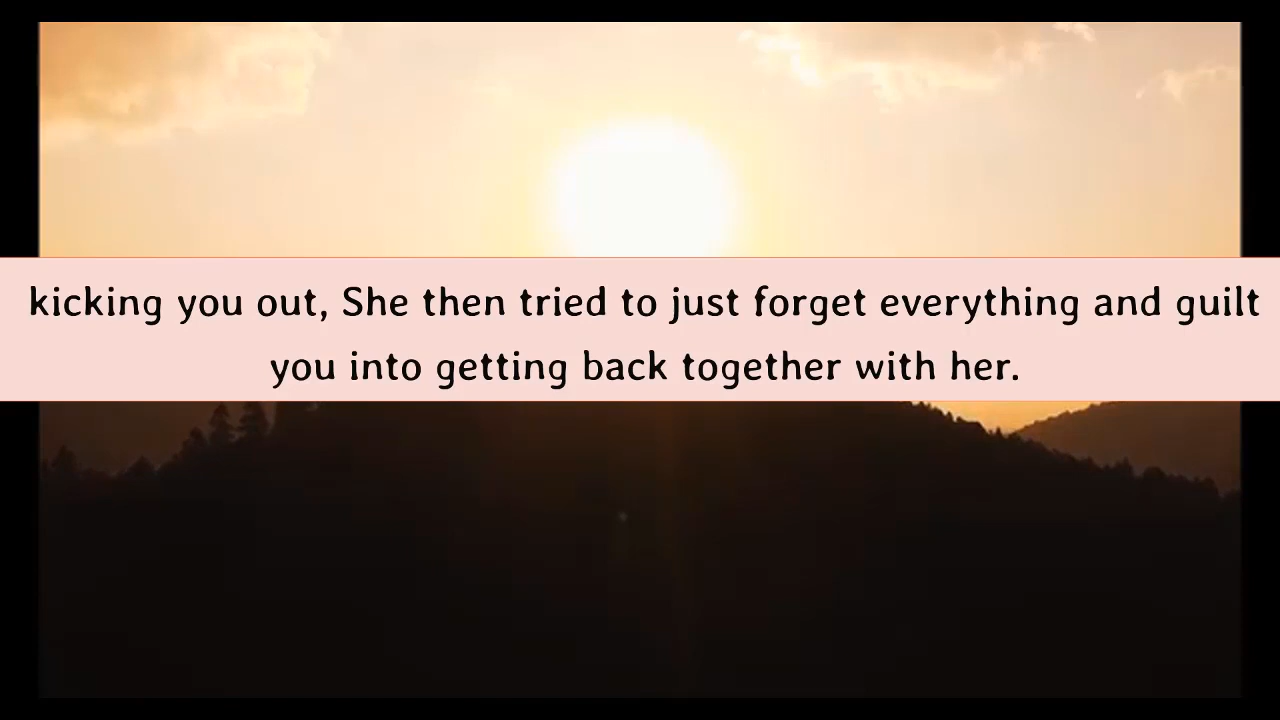 kicking you out, She then tried to just forget everything and guilt
you into getting back together with her.